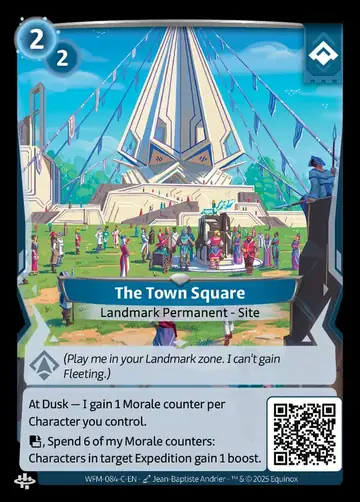 2
2
The Town Square
Landmark Permanent - Site
(Play me in your Landmark zone. I can't gain
Fleeting.)
At Dusk — I gain 1 Morale counter per
Character you control.
, Spend 6 of my Morale counters:
Characters in target Expedition gain 1 boost.
WFM-084-C-EN - Jean-Baptiste Andrier - ™ & © 2025 Equinox